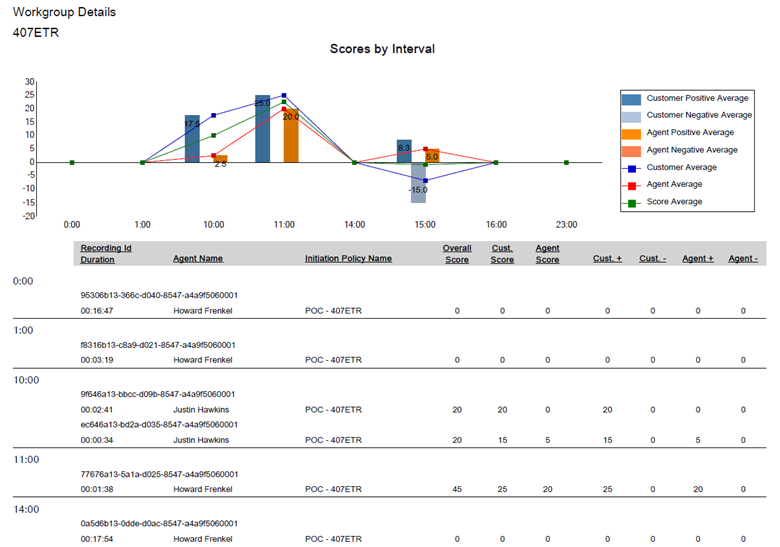 Workgroup Details
407ETR
Scores by Interval
30
25
20
15
10
5
0
-5
-10
-15
-20
17.5
2.5
25.0
20.0
8.3
-15.0
5.0
0:00 1:00 10:00 11:00 14:00 15:00 16:00 23:00
Customer Positive Average
Customer Negative Average
Agent Positive Average
Agent Negative Average
Customer Average
Agent Average
Score Average
Recording Id Overall Cust. Agent
Duration Agent Name Initiation Policy Name Score Score Score Cust. + Cust. - Agent + Agent -
0:00
95306b13-366c-d040-8547-a4a9f5060001
00:16:47 Howard Frenkel POC - 407ETR 0 0 0 0 0 0 0
1:00
f8316b13-c8a9-d021-8547-a4a9f5060001
00:03:19 Howard Frenkel POC - 407ETR 0 0 0 0 0 0 0
10:00
9f646a13-bbcc-d09b-8547-a4a9f5060001
00:02:41 Justin Hawkins POC - 407ETR 20 20 0 20 0 0 0
ec646a13-bd2a-d035-8547-a4a9f5060001
00:00:34 Justin Hawkins POC - 407ETR 20 15 5 15 0 5 0
11:00
77676a13-5a1a-d025-8547-a4a9f5060001
00:01:38 Howard Frenkel POC - 407ETR 45 25 20 25 0 20 0
14:00
0a5d6b13-0dde-d0ac-8547-a4a9f5060001
00:17:54 Howard Frenkel POC - 407ETR 0 0 0 0 0 0 0